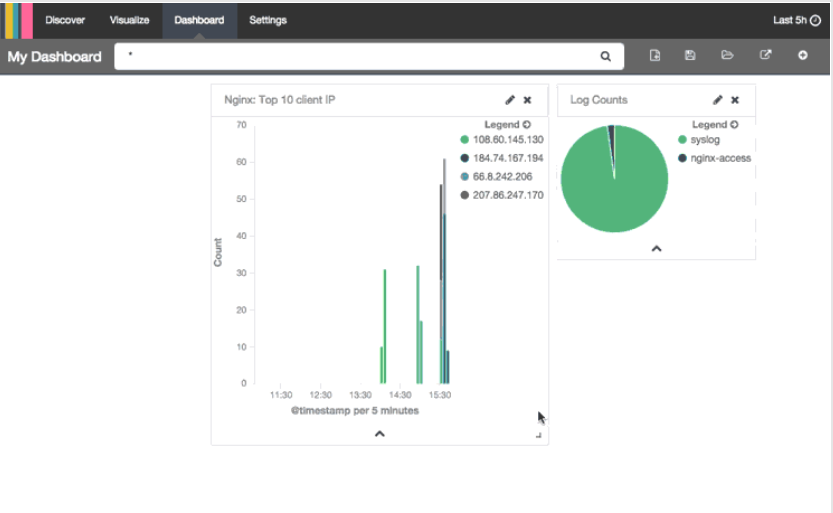 Discover Visualize Dashboard Settings Last 5h
My Dashboard *
Nginx: Top 10 client IP
Legend
108.60.145.130
184.74.167.194
66.8.242.206
207.86.247.170
70
60
50
40
30
20
10
0
Count
11:30 12:30 13:30 14:30 15:30
@timestamp per 5 minutes
Log Counts
Legend
syslog
nginx-access